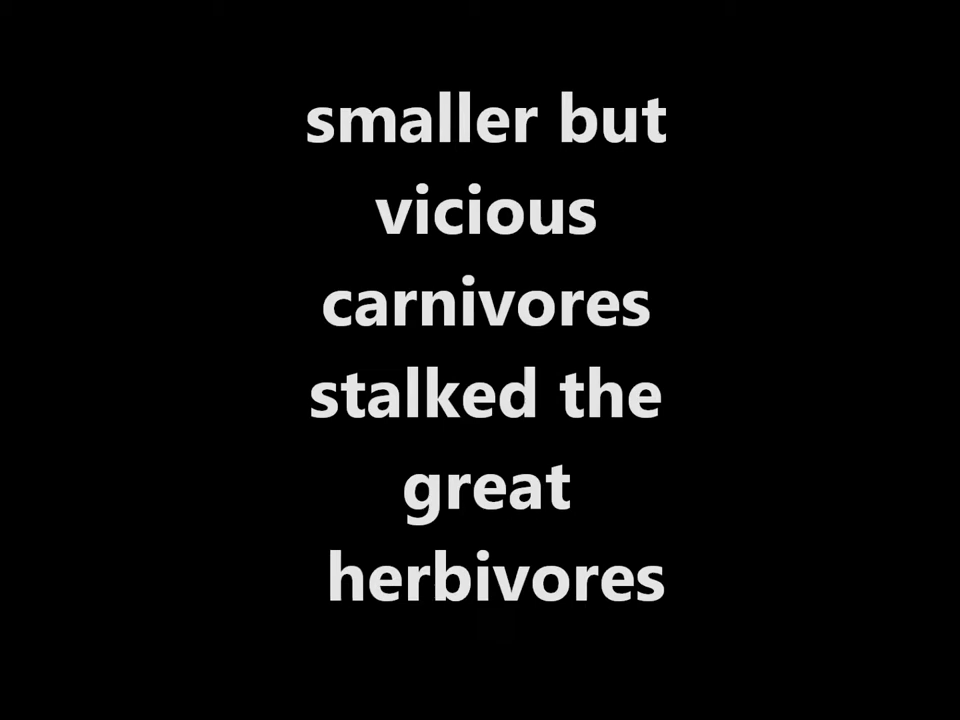 smaller but
vicious
carnivores
stalked the
great
herbivores